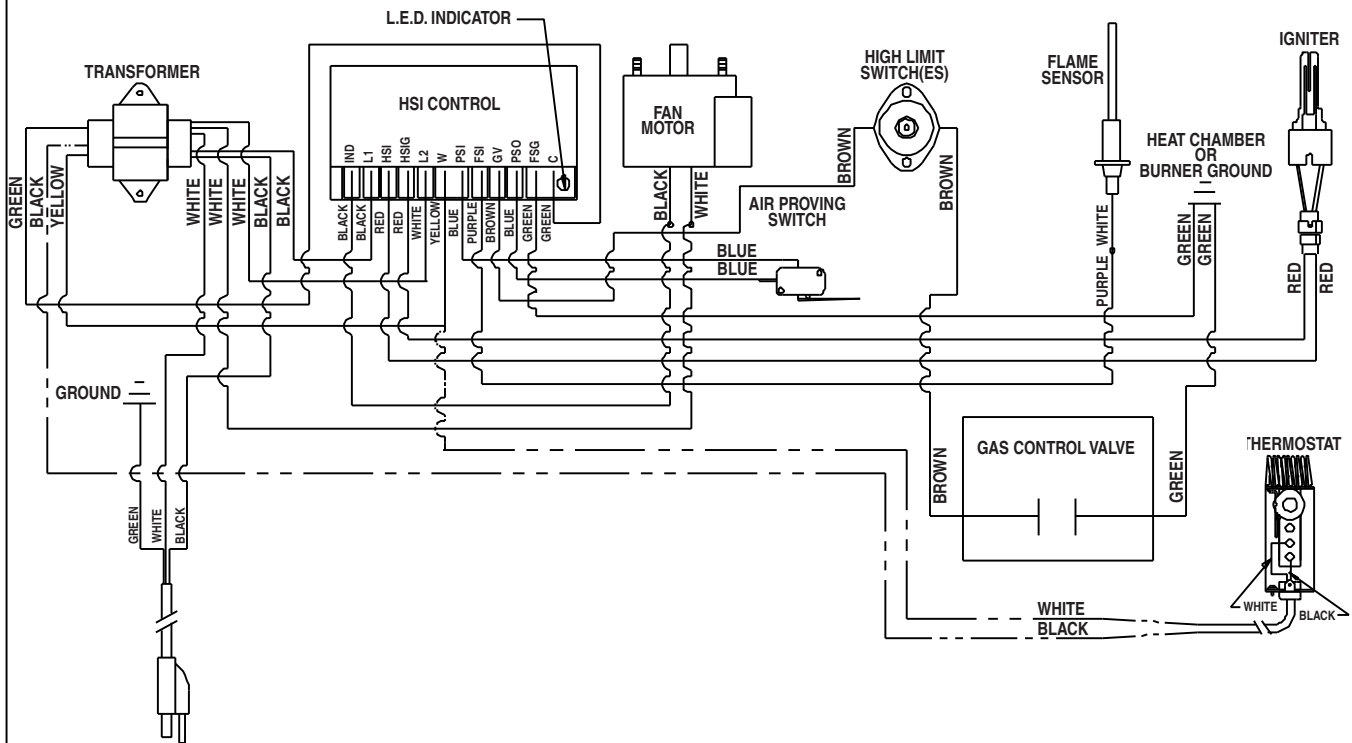 L.E.D. INDICATOR
TRANSFORMER
HSI CONTROL
FAN
MOTOR
HIGH LIMIT
SWITCH(ES)
FLAME
SENSOR
IGNITER
HEAT CHAMBER
OR
BURNER GROUND
IND
L1
HSI
HSIG
L2
W
PSI
FSI
GV
PSO
FSG
C
BLACK
BLACK
RED
RED
WHITE
YELLOW
BLUE
PURPLE
BROWN
BLUE
GREEN
GREEN
GREEN
BLACK
YELLOW
WHITE
WHITE
WHITE
BLACK
BLACK
BLACK
WHITE
AIR PROVING
SWITCH
BLUE
BLUE
BROWN
BROWN
PURPLE
WHITE
GREEN
GREEN
RED
RED
GROUND
GREEN
WHITE
BLACK
BROWN
GAS CONTROL VALVE
GREEN
THERMOSTAT
WHITE
BLACK
WHITE
BLACK